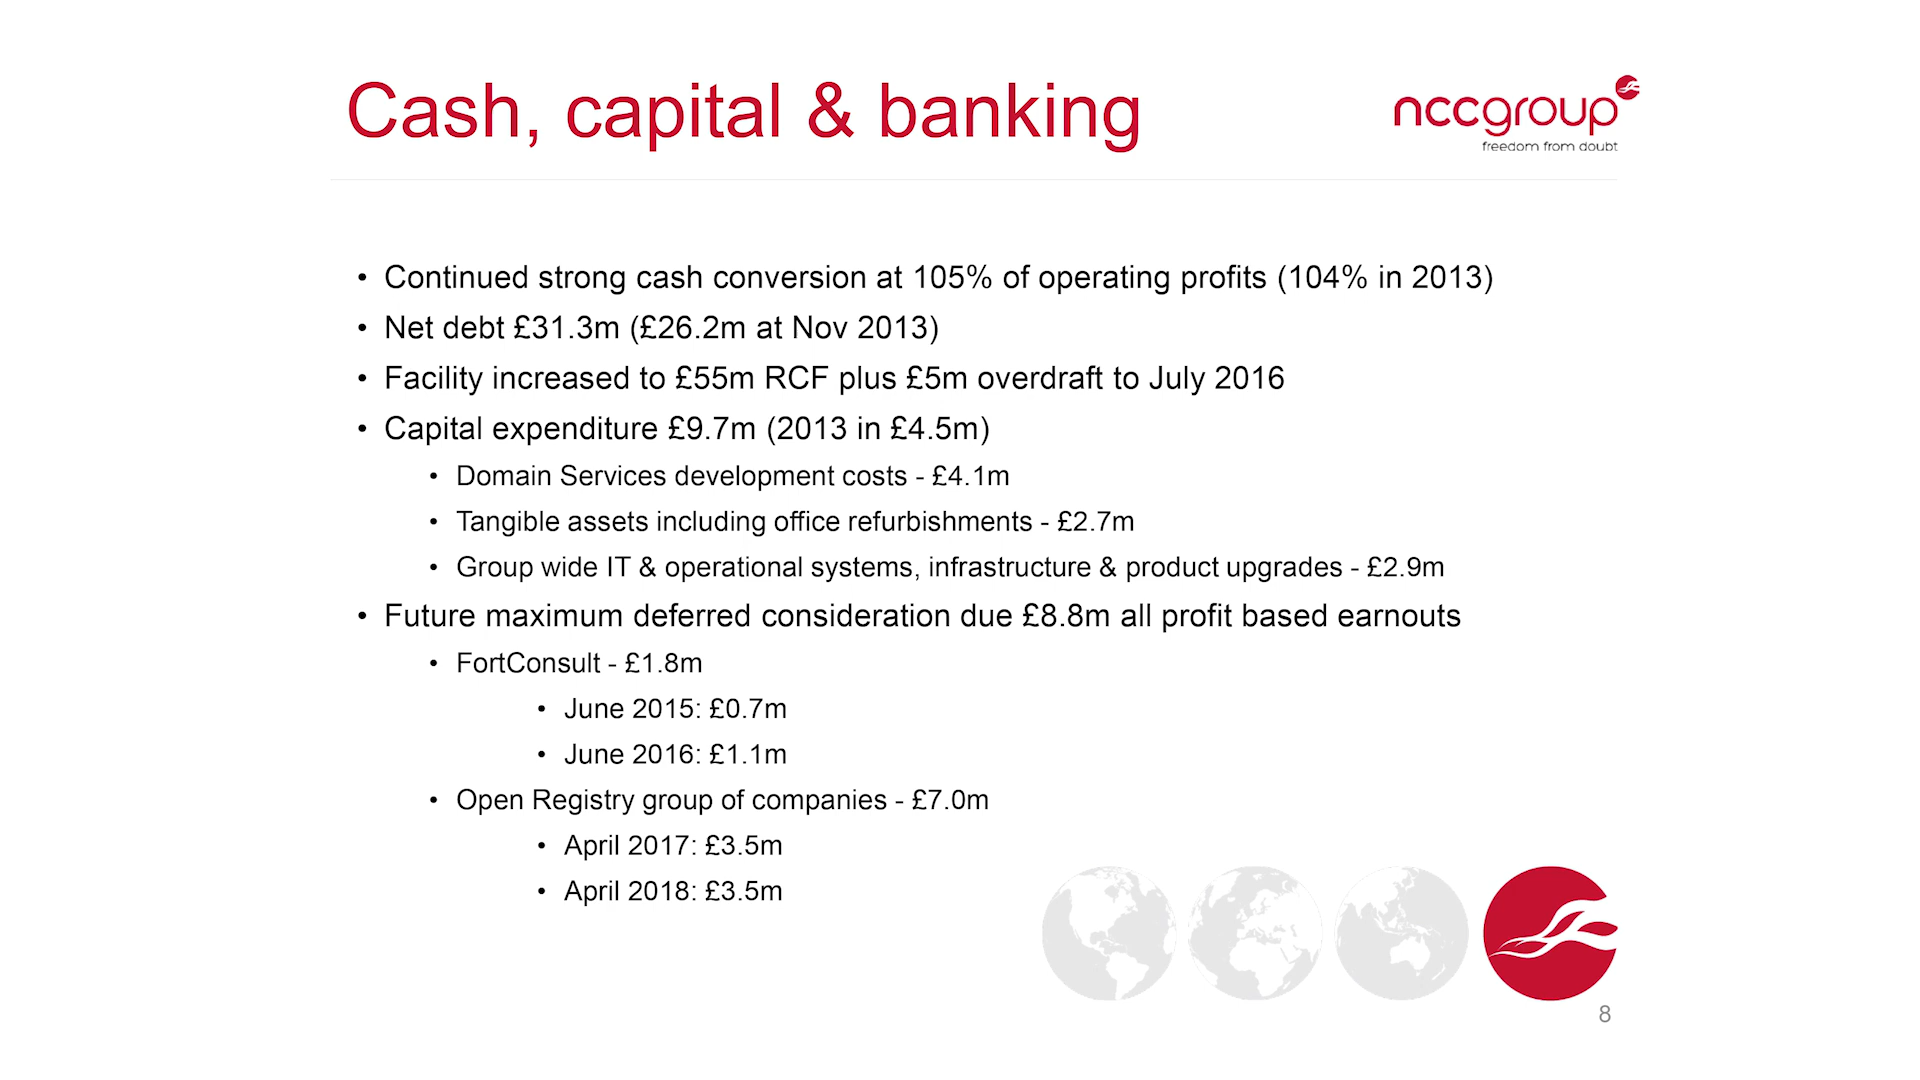 Cash, capital & banking
nccgroup
freedom from doubt
• Continued strong cash conversion at 105% of operating profits (104% in 2013)
• Net debt £31.3m (£26.2m at Nov 2013)
• Facility increased to £55m RCF plus £5m overdraft to July 2016
• Capital expenditure £9.7m (2013 in £4.5m)
• Domain Services development costs - £4.1m
• Tangible assets including office refurbishments - £2.7m
• Group wide IT & operational systems, infrastructure & product upgrades - £2.9m
• Future maximum deferred consideration due £8.8m all profit based earnouts
• FortConsult - £1.8m
• June 2015: £0.7m
• June 2016: £1.1m
• Open Registry group of companies - £7.0m
• April 2017: £3.5m
• April 2018: £3.5m
8